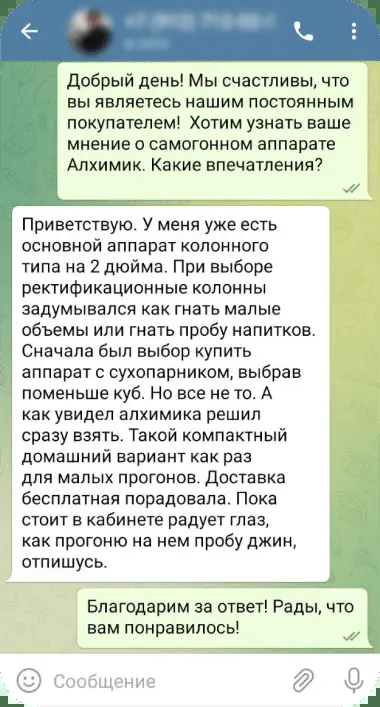 Добрый день! Мы счастливы, что
вы являетесь нашим постоянным
покупателем! Хотим узнать ваше
мнение о самогонном аппарате
Алхимик. Какие впечатления?
Приветствую. У меня уже есть
основной аппарат колонного
типа на 2 дюйма. При выборе
ректификационные колонны
задумывался как гнать малые
объемы или гнать пробу напитков.
Сначала был выбор купить
аппарат с сухопарником, выбрав
поменьше куб. Но все не то. А
как увидел алхимика решил
сразу взять. Такой компактный
домашний вариант как раз
для малых прогонов. Доставка
бесплатная порадовала. Пока
стоит в кабинете радует глаз,
как прогоню на нем пробу джин,
отпишусь.
Благодарим за ответ! Рады, что
вам понравилось!
Сообщение